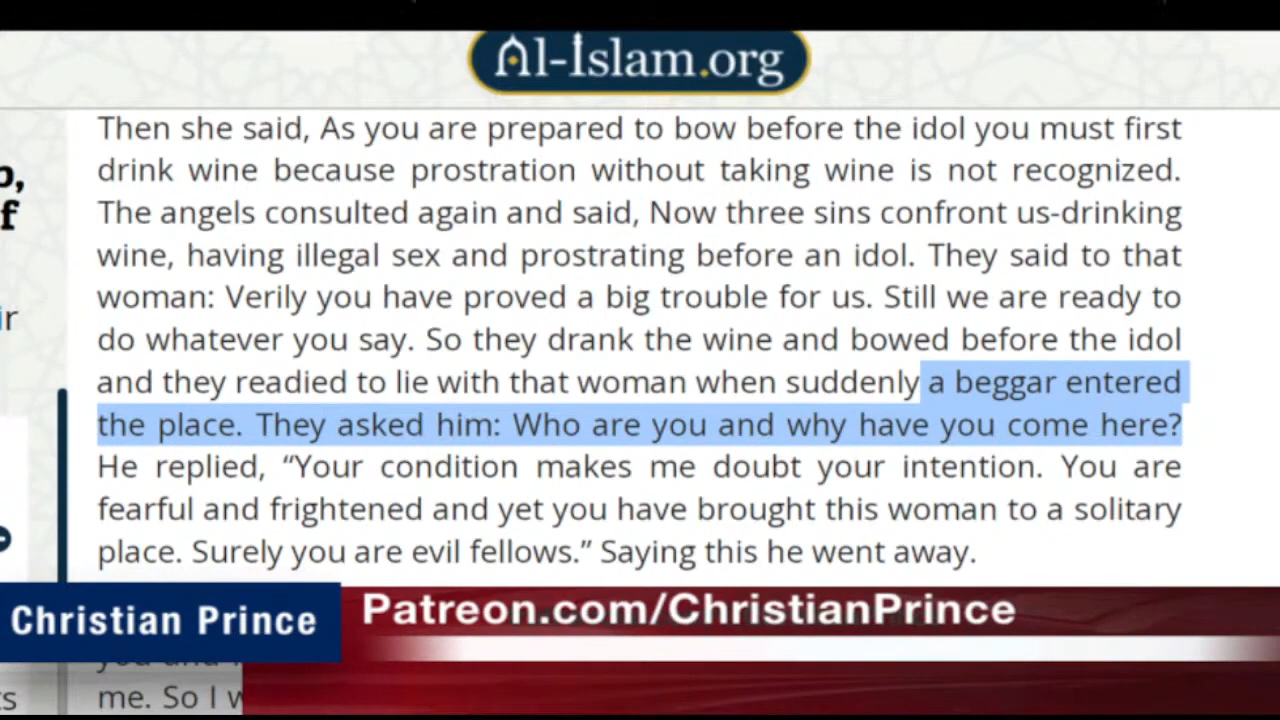 Al-Islam.org
Then she said, As you are prepared to bow before the idol you must first
drink wine because prostration without taking wine is not recognized.
The angels consulted again and said, Now three sins confront us-drinking
wine, having illegal sex and prostrating before an idol. They said to that
woman: Verily you have proved a big trouble for us. Still we are ready to
do whatever you say. So they drank the wine and bowed before the idol
and they readied to lie with that woman when suddenly a beggar entered
the place. They asked him: Who are you and why have you come here?
He replied, “Your condition makes me doubt your intention. You are
fearful and frightened and yet you have brought this woman to a solitary
place. Surely you are evil fellows.” Saying this he went away.
Christian Prince
Patreon.com/ChristianPrince
me. So I